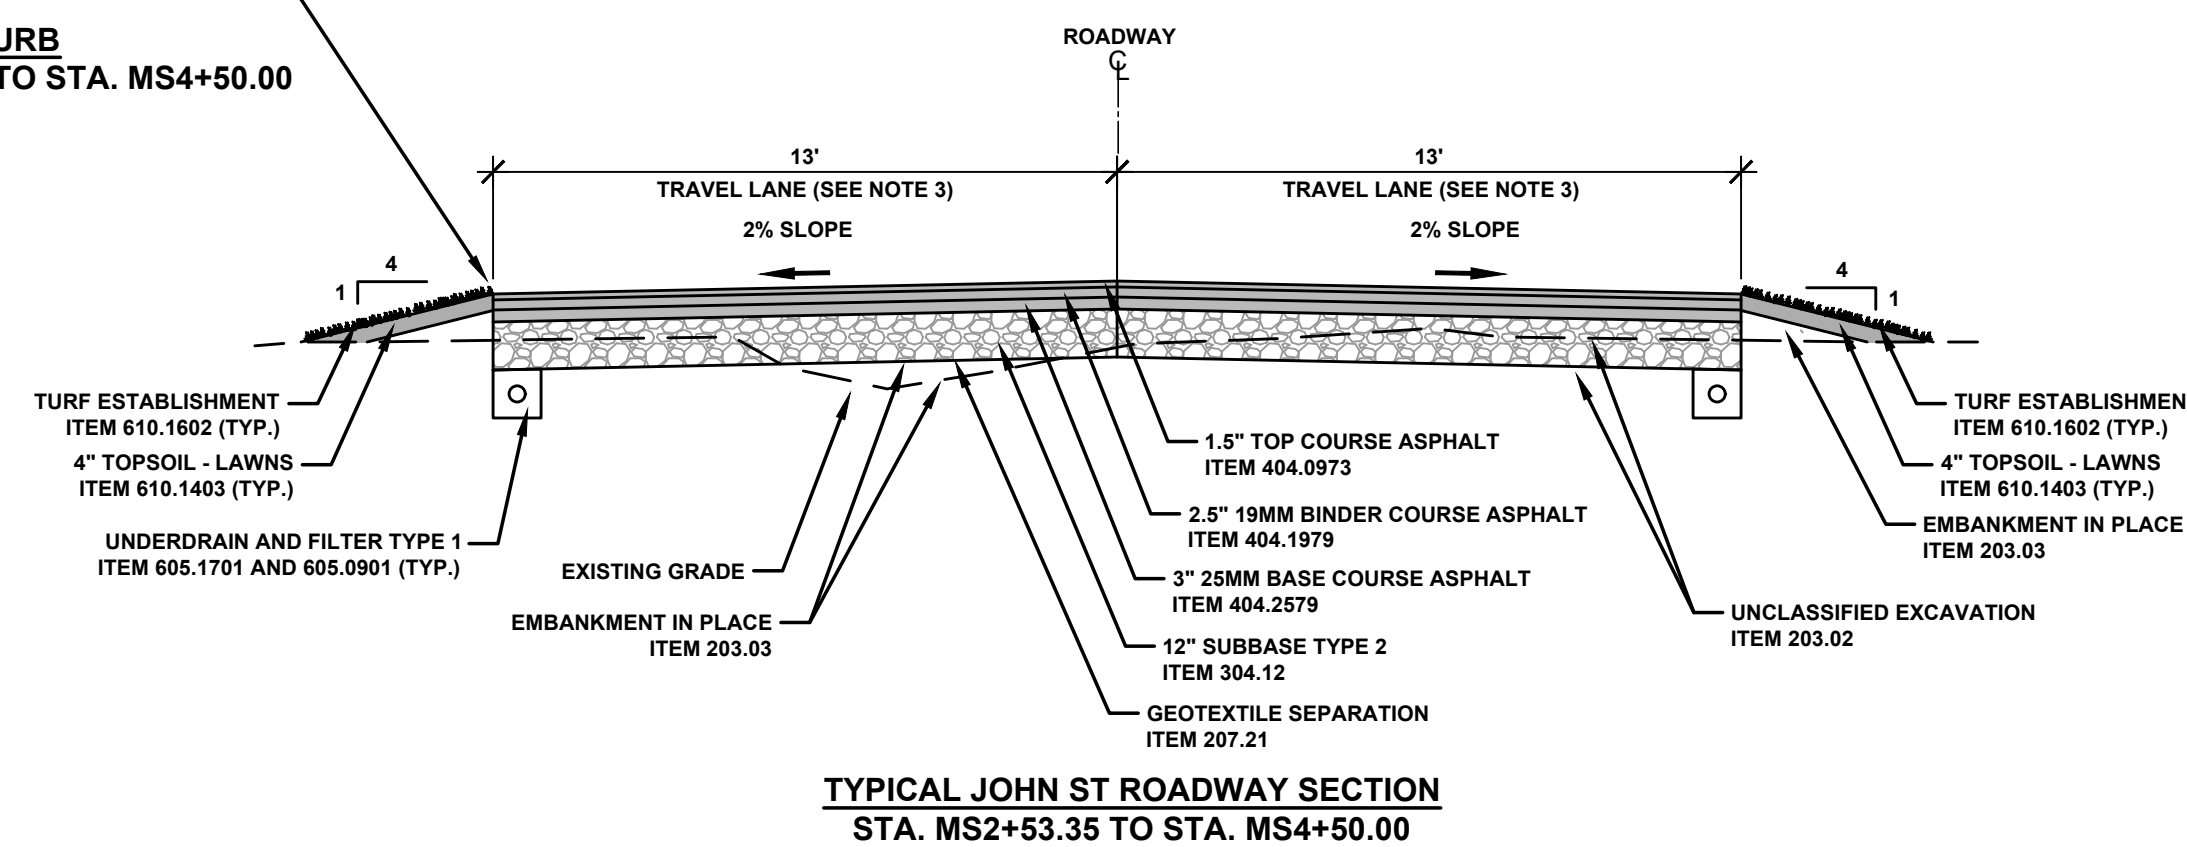 URB
TO STA. MS4+50.00
ROADWAY
CL
13'
13'
TRAVEL LANE (SEE NOTE 3)
TRAVEL LANE (SEE NOTE 3)
2% SLOPE
2% SLOPE
4
1
4
1
TURF ESTABLISHMENT
ITEM 610.1602 (TYP.)
4" TOPSOIL - LAWNS
ITEM 610.1403 (TYP.)
UNDERDRAIN AND FILTER TYPE 1
ITEM 605.1701 AND 605.0901 (TYP.)
EXISTING GRADE
EMBANKMENT IN PLACE
ITEM 203.03
1.5" TOP COURSE ASPHALT
ITEM 404.0973
2.5" 19MM BINDER COURSE ASPHALT
ITEM 404.1979
3" 25MM BASE COURSE ASPHALT
ITEM 404.2579
12" SUBBASE TYPE 2
ITEM 304.12
GEOTEXTILE SEPARATION
ITEM 207.21
TURF ESTABLISHMEN
ITEM 610.1602 (TYP.)
4" TOPSOIL - LAWNS
ITEM 610.1403 (TYP.)
EMBANKMENT IN PLACE
ITEM 203.03
UNCLASSIFIED EXCAVATION
ITEM 203.02
TYPICAL JOHN ST ROADWAY SECTION
STA. MS2+53.35 TO STA. MS4+50.00